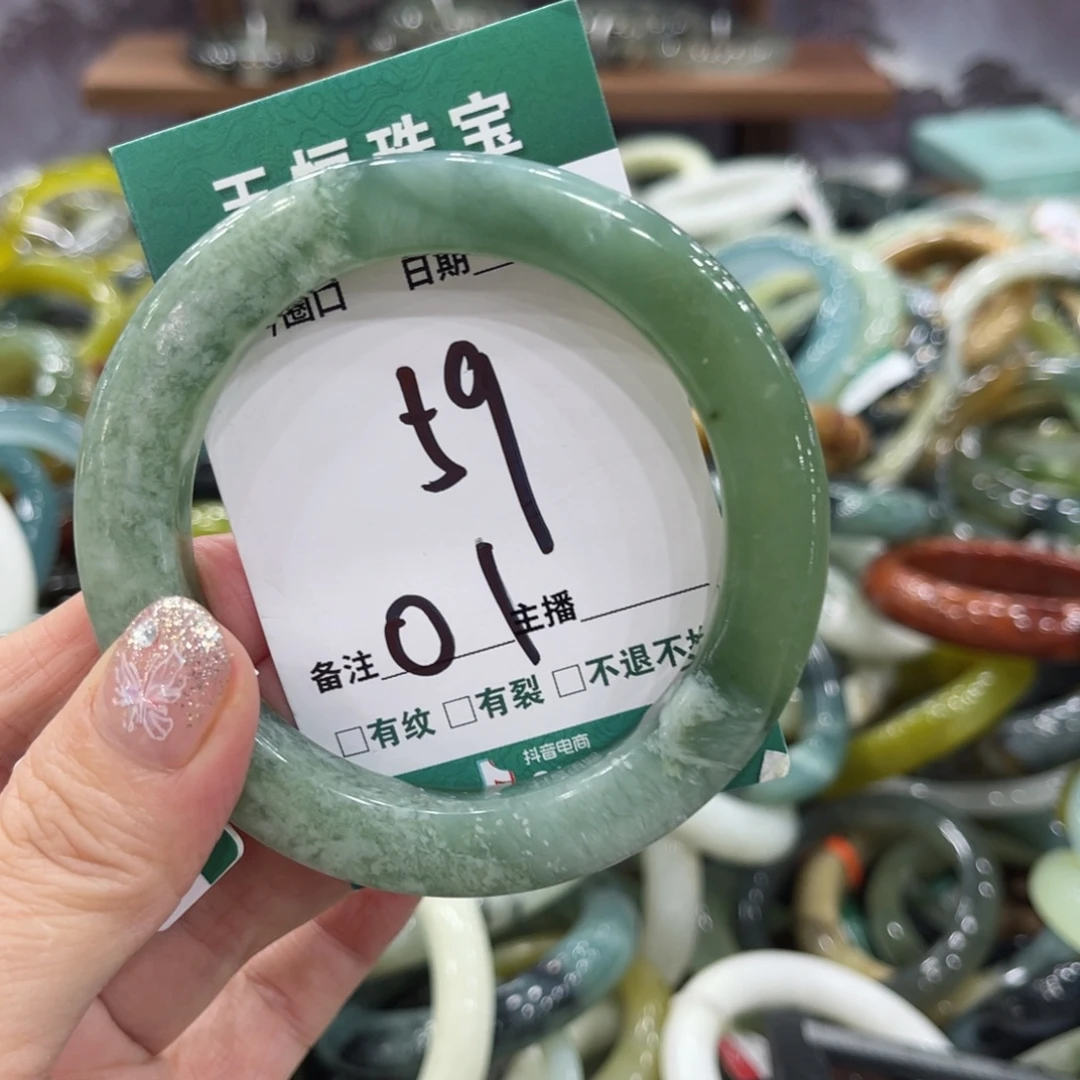 珠宝
圈口 日期
59
01
备注 主播
□有纹 □有裂 □不退不
抖音电商